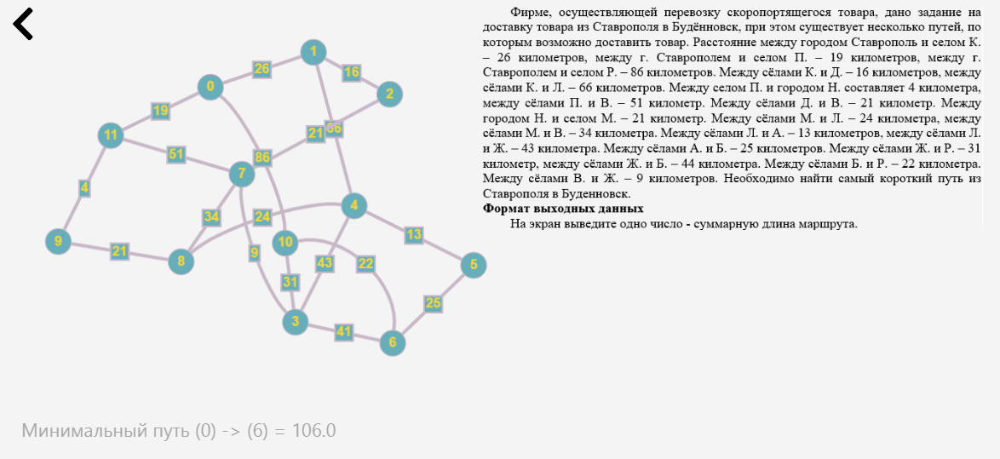 Фирме, осуществляющей перевозку скоропортящегося товара, дано задание на
доставку товара из Ставрополя в Будённовск, при этом существует несколько путей, по
которым возможно доставить товар. Расстояние между городом Ставрополь и селом К.
– 26 километров, между г. Ставрополем и селом П. – 19 километров, между г.
Ставрополем и селом Р. – 86 километров. Между сёлами К. и Д. – 16 километров, между
сёлами К. и Л. – 66 километров. Между селом П. и городом Н. составляет 4 километра,
между сёлами П. и В. – 51 километр. Между сёлами Д. и В. – 21 километр. Между
городом Н. и селом М. – 21 километр. Между сёлами М. и Л. – 24 километра, между
сёлами М. и В. – 34 километра. Между сёлами Л. и А. – 13 километров, между сёлами Л.
и Ж. – 43 километра. Между сёлами А. и Б. – 25 километров. Между сёлами Ж. и Р. – 31
километр, между сёлами Ж. и Б. – 44 километра. Между сёлами Б. и Р. – 22 километра.
Между сёлами В. и Ж. – 9 километров. Необходимо найти самый короткий путь из
Ставрополя в Буденновск.
Формат выходных данных
На экран выведите одно число - суммарную длина маршрута.
1
26
16
0
2
19
11
21
66
51
86
7
4
34
24
4
13
9
21
8
9
10
43
22
5
31
25
3
41
6
Минимальный путь (0) -> (6) = 106.0